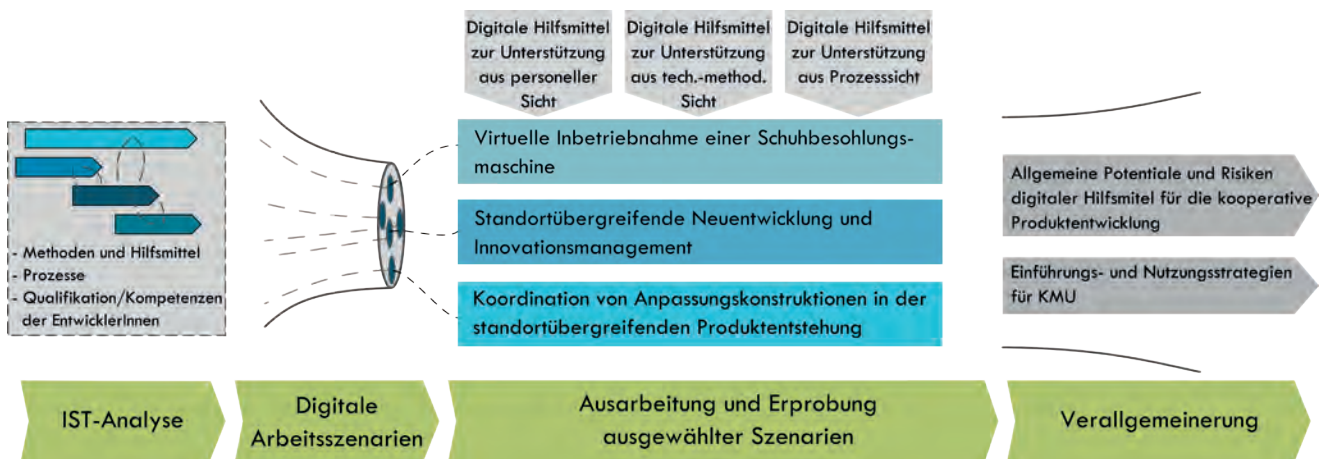 Digitale Hilfsmittel
zur Unterstützung
aus personeller
Sicht
Digitale Hilfsmittel
zur Unterstützung
aus tech.-method.
Sicht
Digitale Hilfsmittel
zur Unterstützung
aus Prozesssicht
- Methoden und Hilfsmittel
- Prozesse
- Qualifikation/Kompetenzen
der EntwicklerInnen
Virtuelle Inbetriebnahme einer Schuhbesohlungs-
maschine
Standortübergreifende Neuentwicklung und
Innovationsmanagement
Koordination von Anpassungskonstruktionen in der
standortübergreifenden Produktentstehung
Allgemeine Potentiale und Risiken
digitaler Hilfsmitel für die kooperative
Produktentwicklung
Einführungs- und Nutzungsstrategien
für KMU
IST-Analyse
Digitale
Arbeitsszenarien
Ausarbeitung und Erprobung
ausgewählter Szenarien
Verallgemeinerung